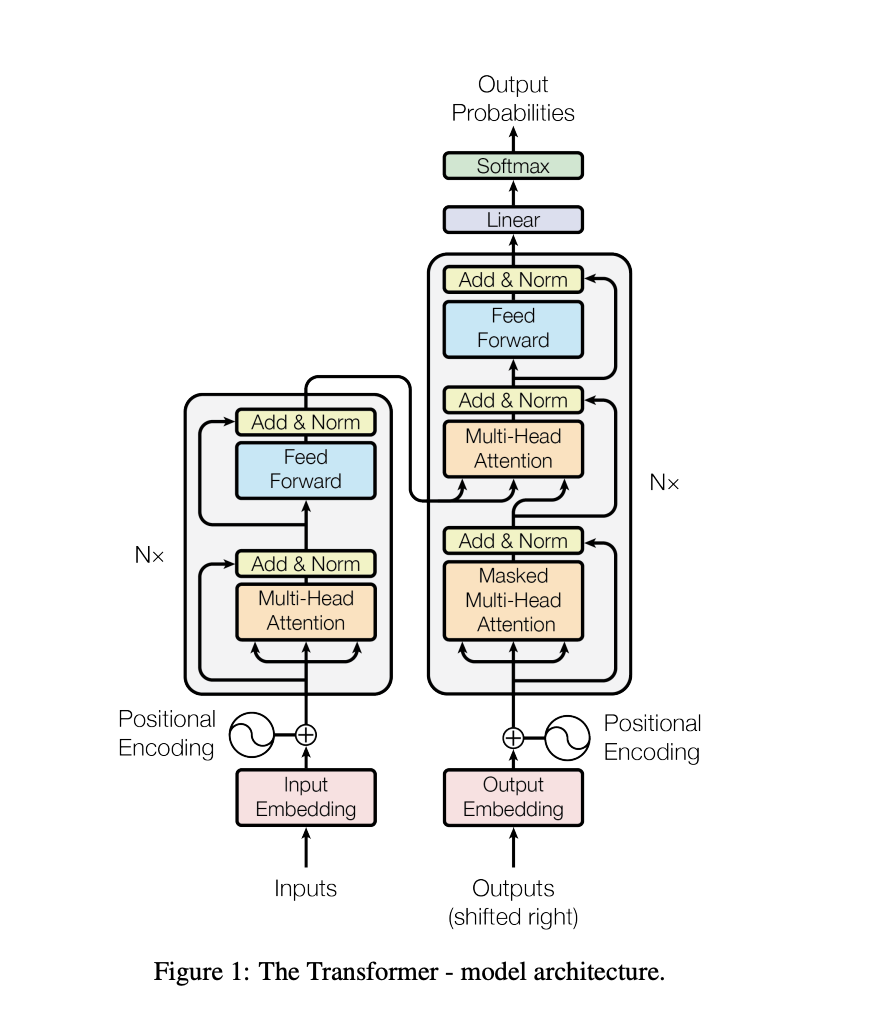 Output
Probabilities
Softmax
Linear
Add & Norm
Feed
Forward
Add & Norm
Multi-Head
Attention
Nx
Add & Norm
Masked
Multi-Head
Attention
Add & Norm
Feed
Forward
Nx
Add & Norm
Multi-Head
Attention
Positional
Encoding
Positional
Encoding
Input
Embedding
Output
Embedding
Inputs
Outputs
(shifted right)
Figure 1: The Transformer - model architecture.